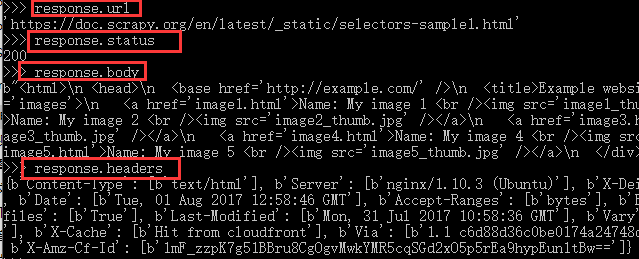 >>> response.url
'https://doc.scrapy.org/en/latest/_static/selectors-sample1.html'
>>> response.status
200
>>> response.body
"<html>\n <head>\n  <base href='http://example.com/' />\n  <title>Example websi
='images'>\n   <a href='image1.html'>Name: My image 1 <br /><img src='image1_thu
>Name: My image 2 <br /><img src='image2_thumb.jpg' /></a>\n   <a href='image3.
age3_thumb.jpg' /></a>\n   <a href='image4.html'>Name: My image 4 <br /><img src
image5.html'>Name: My image 5 <br /><img src='image5_thumb.jpg' /></a>\n  </div>
>>> response.headers
{b'Content-Type': [b'text/html'], b'Server': [b'nginx/1.10.3 (Ubuntu)'], b'X-Dei
, b'Date': [b'Tue, 01 Aug 2017 12:58:46 GMT'], b'Accept-Ranges': [b'bytes'], b'E
files': [b'True'], b'Last-Modified': [b'Mon, 31 Jul 2017 10:58:36 GMT'], b'Vary'
], b'X-Cache': [b'Hit from cloudfront'], b'Via': [b'1.1 c6d88d36c0be0174a24748d
b'X-Amz-Cf-Id': [b'1mF_zzpK7g51BBru8CgOgvMwkYMR5cqSGd2xO5p5rEa9hypEun1tBw==']}